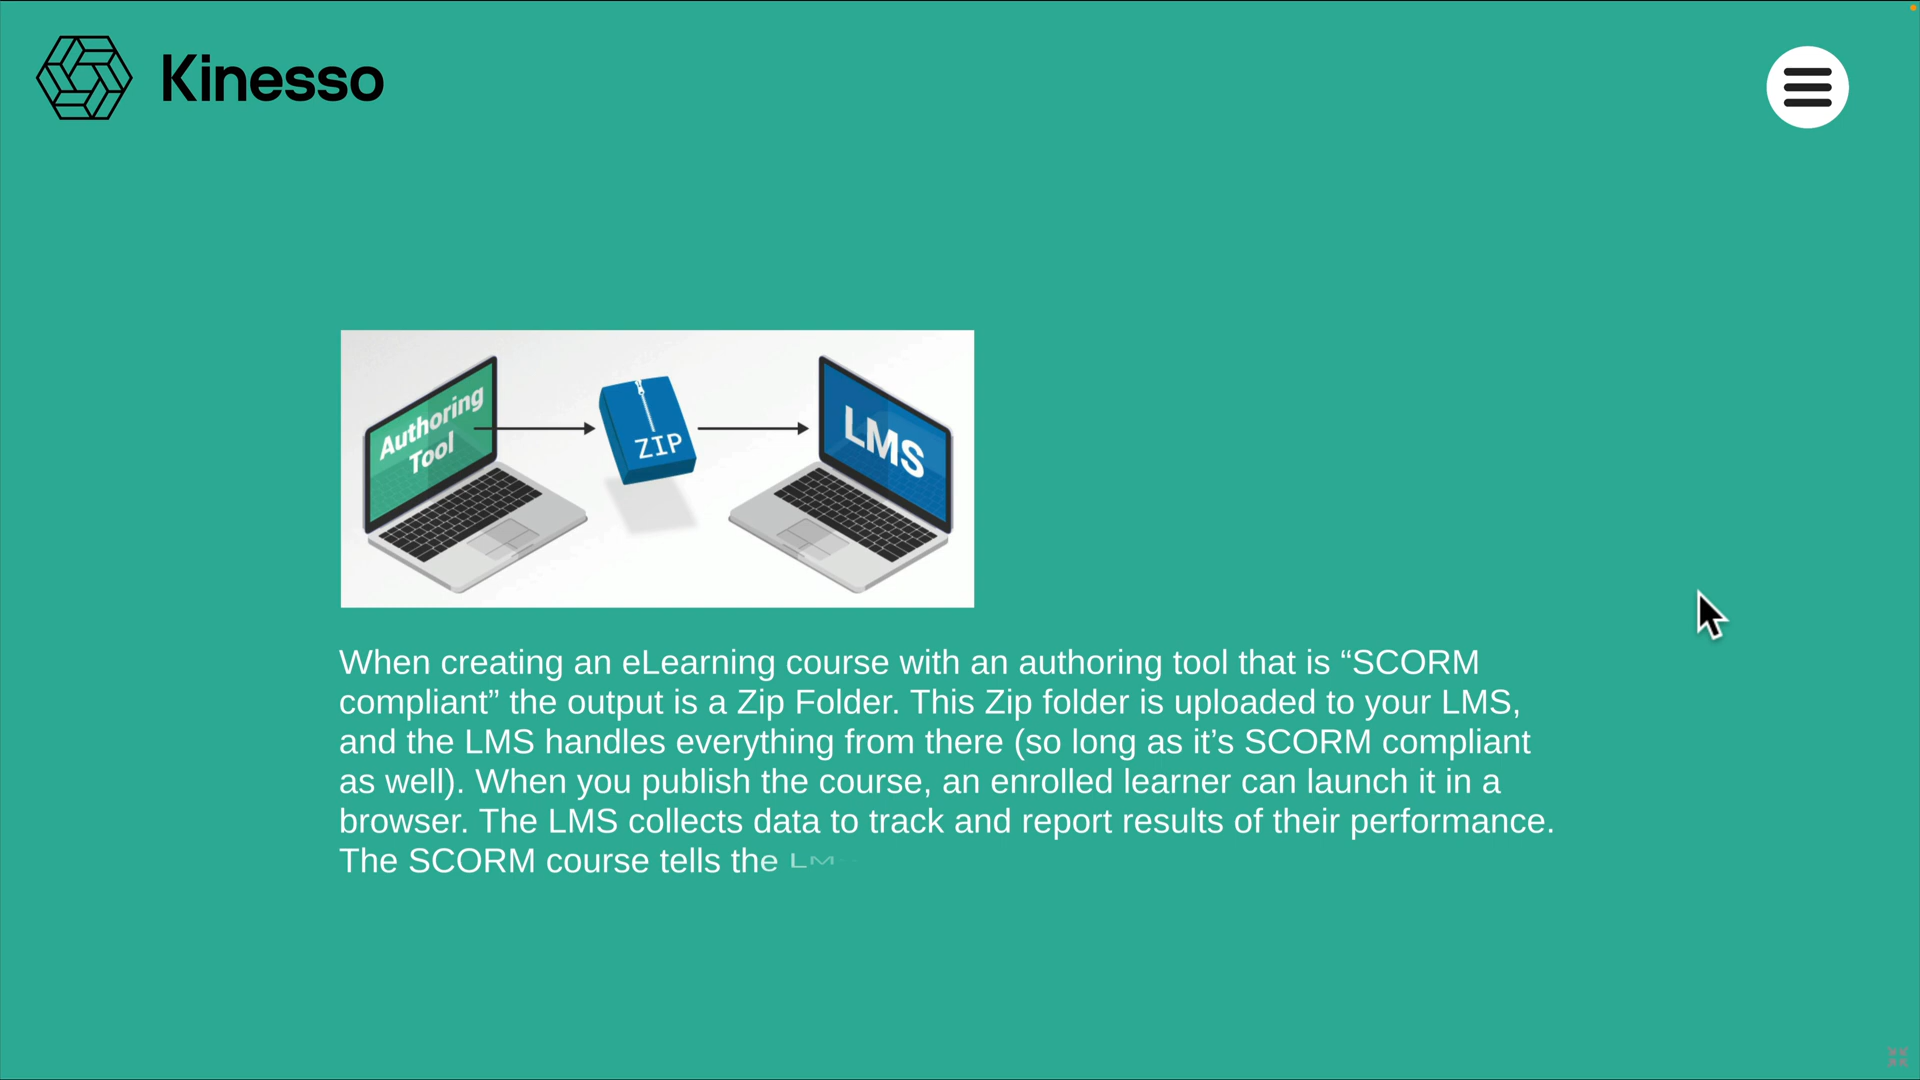 Kinesso
Authoring
Tool
ZIP
LMS
When creating an eLearning course with an authoring tool that is “SCORM
compliant” the output is a Zip Folder. This Zip folder is uploaded to your LMS,
and the LMS handles everything from there (so long as it’s SCORM compliant
as well). When you publish the course, an enrolled learner can launch it in a
browser. The LMS collects data to track and report results of their performance.
The SCORM course tells the